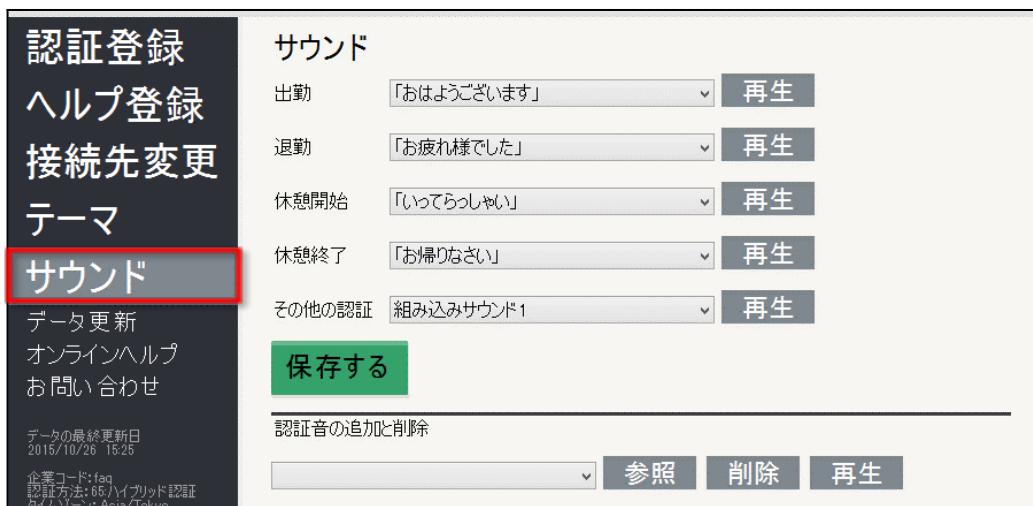 認証登録
ヘルプ登録
接続先変更
テーマ
サウンド
データ更新
オンラインヘルプ
お問い合わせ
データの最終更新日
2015/10/26 15:25
企業コード:faq
認証方法:65:ハイブリッド認証
タイムゾーン: Asia/Tokyo
サウンド
出勤 「おはようございます」 再生
退勤 「お疲れ様でした」 再生
休憩開始 「いってらっしゃい」 再生
休憩終了 「お帰りなさい」 再生
その他の認証 組み込みサウンド1 再生
保存する
認証音の追加と削除
参照 削除 再生